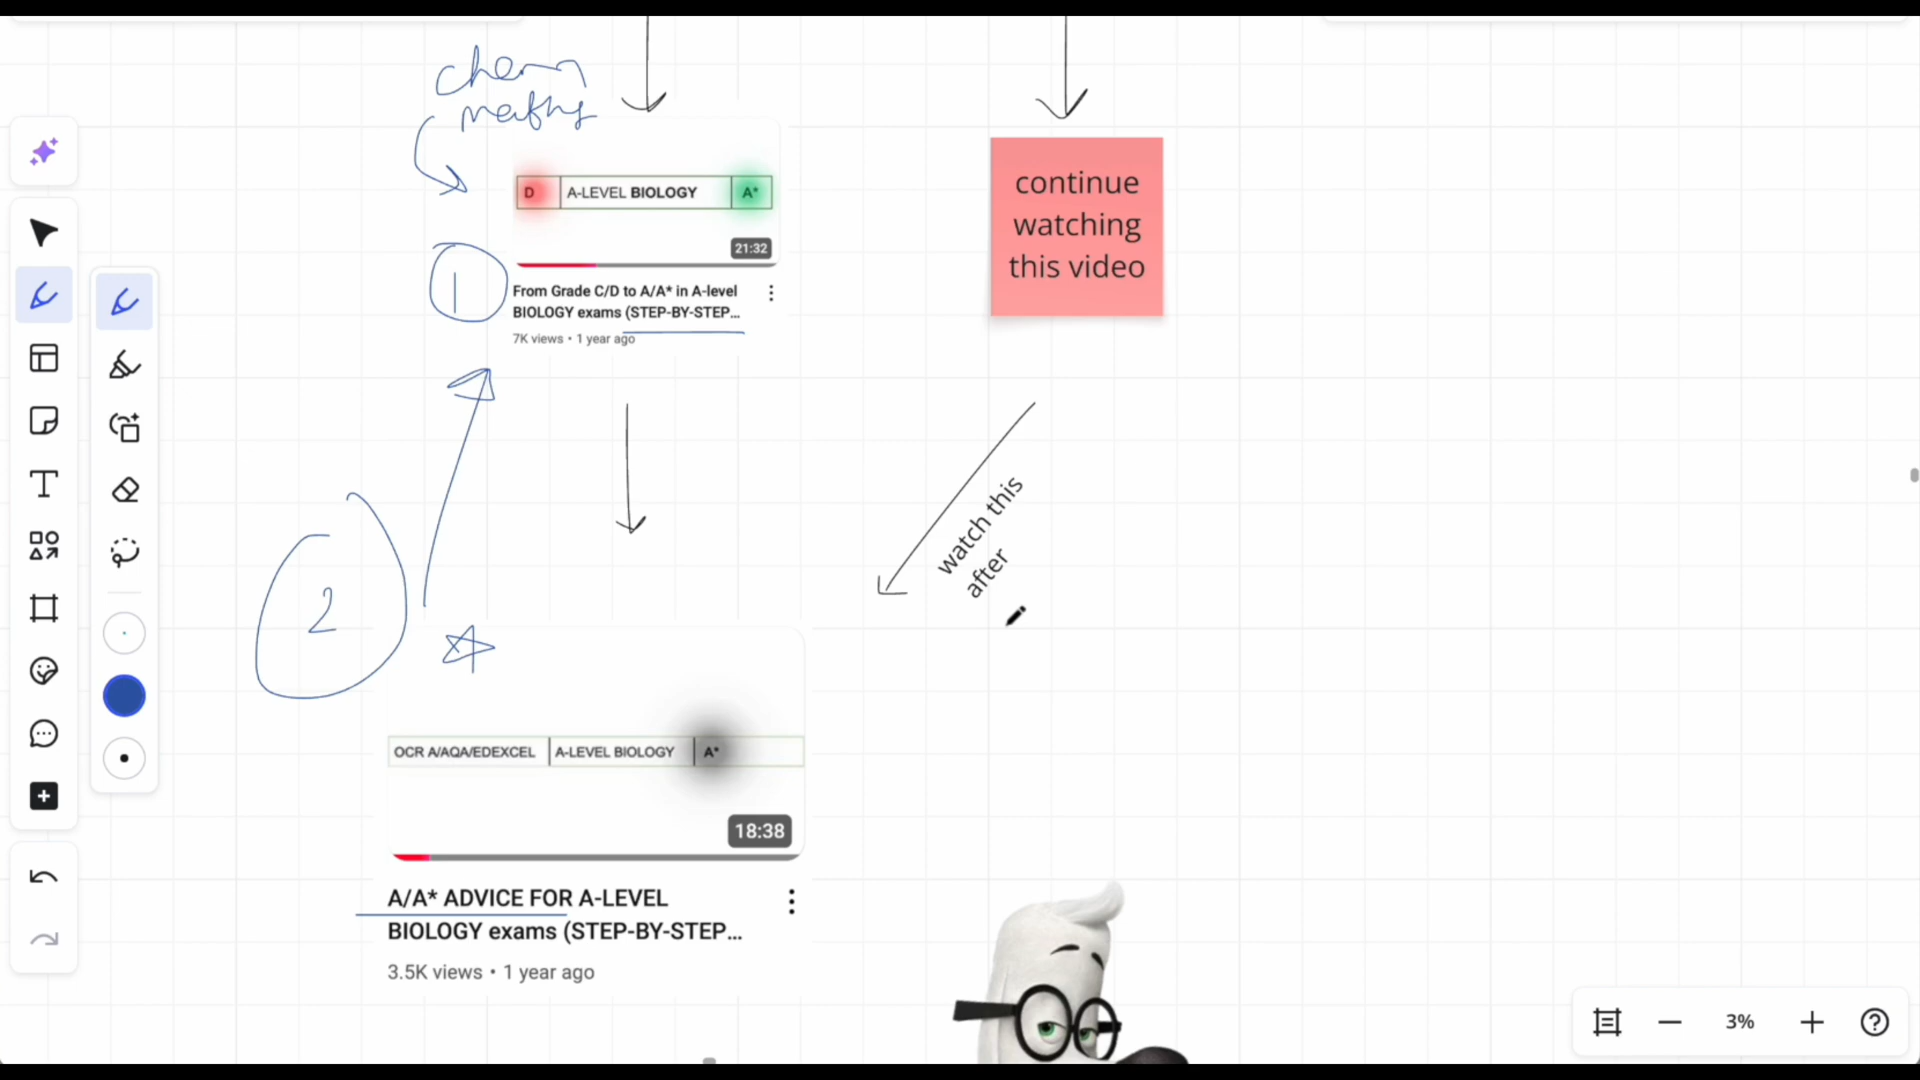 chem
maths
D A-LEVEL BIOLOGY A*
21:32
1
From Grade C/D to A/A* in A-level
BIOLOGY exams (STEP-BY-STEP...
7K views • 1 year ago
continue
watching
this video
watch this
after
2
OCR A/AQA/EDEXCEL A-LEVEL BIOLOGY A*
18:38
A/A* ADVICE FOR A-LEVEL
BIOLOGY exams (STEP-BY-STEP...
3.5K views • 1 year ago
3%